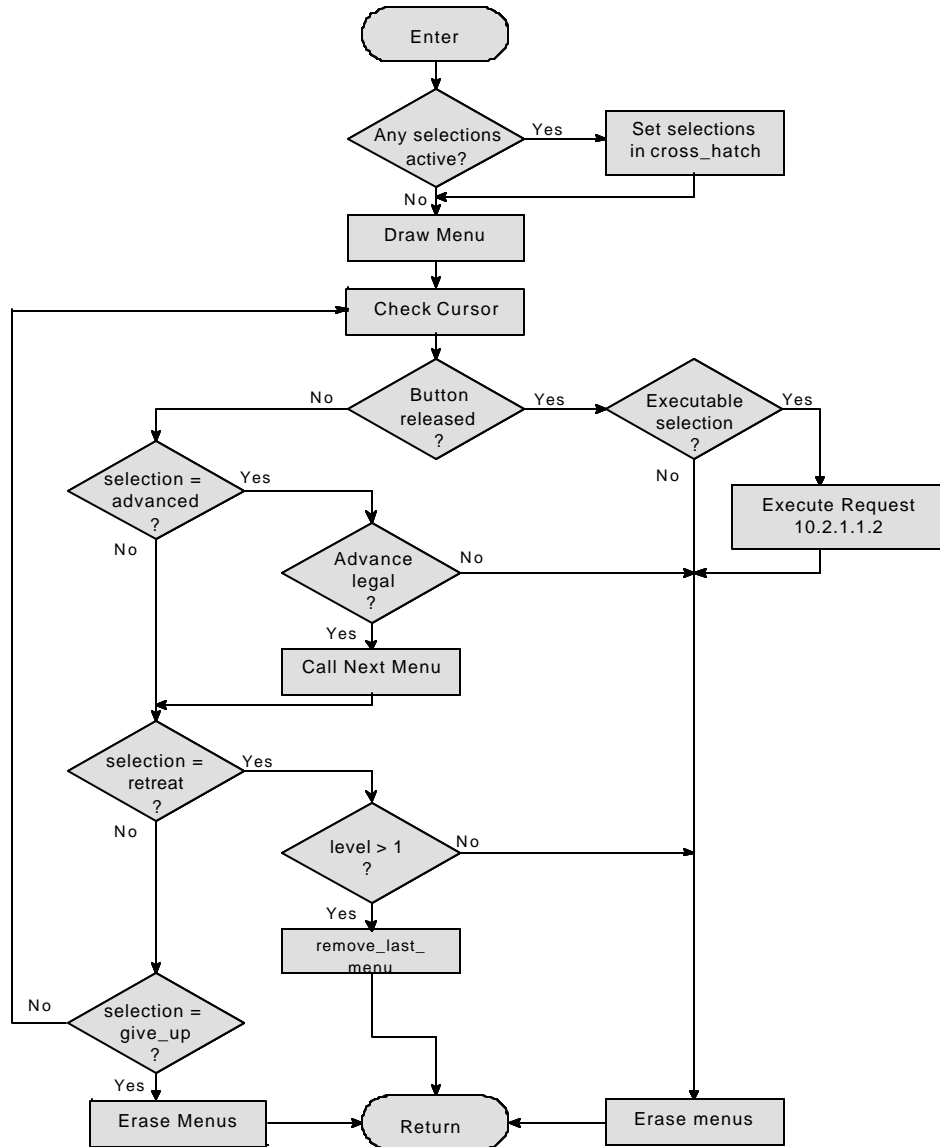 Enter
Any selections
active?
Yes
Set selections
in cross_hatch
No
Draw Menu
Check Cursor
No
Button
released
?
Yes
Executable
selection
?
Yes
No
selection =
advanced
?
Yes
No
Execute Request
10.2.1.1.2
Advance
legal
?
No
Yes
Call Next Menu
selection =
retreat
?
Yes
No
level > 1
?
No
Yes
remove_last_
menu
No
selection =
give_up
?
Yes
Erase Menus
Return
Erase menus